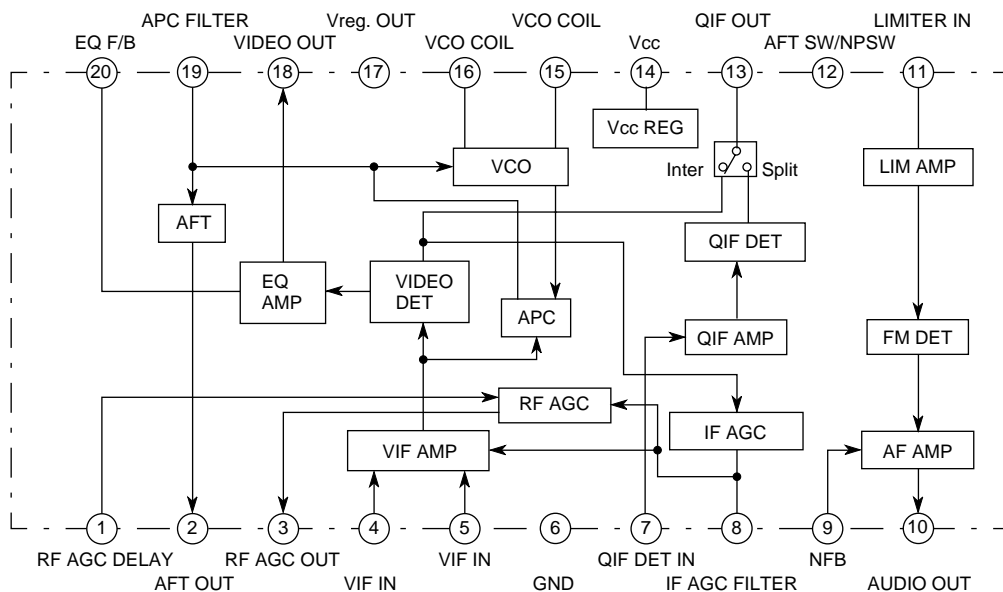 APC FILTER Vreg. OUT VCO COIL QIF OUT LIMITER IN
EQ F/B VIDEO OUT VCO COIL Vcc AFT SW/NPSW
20 19 18 17 16 15 14 13 12 11
Vcc REG
VCO
Inter Split
LIM AMP
AFT
QIF DET
EQ
AMP
VIDEO
DET
APC
QIF AMP
FM DET
RF AGC
IF AGC
VIF AMP
AF AMP
1 2 3 4 5 6 7 8 9 10
RF AGC DELAY RF AGC OUT VIF IN QIF DET IN NFB
AFT OUT VIF IN GND IF AGC FILTER AUDIO OUT